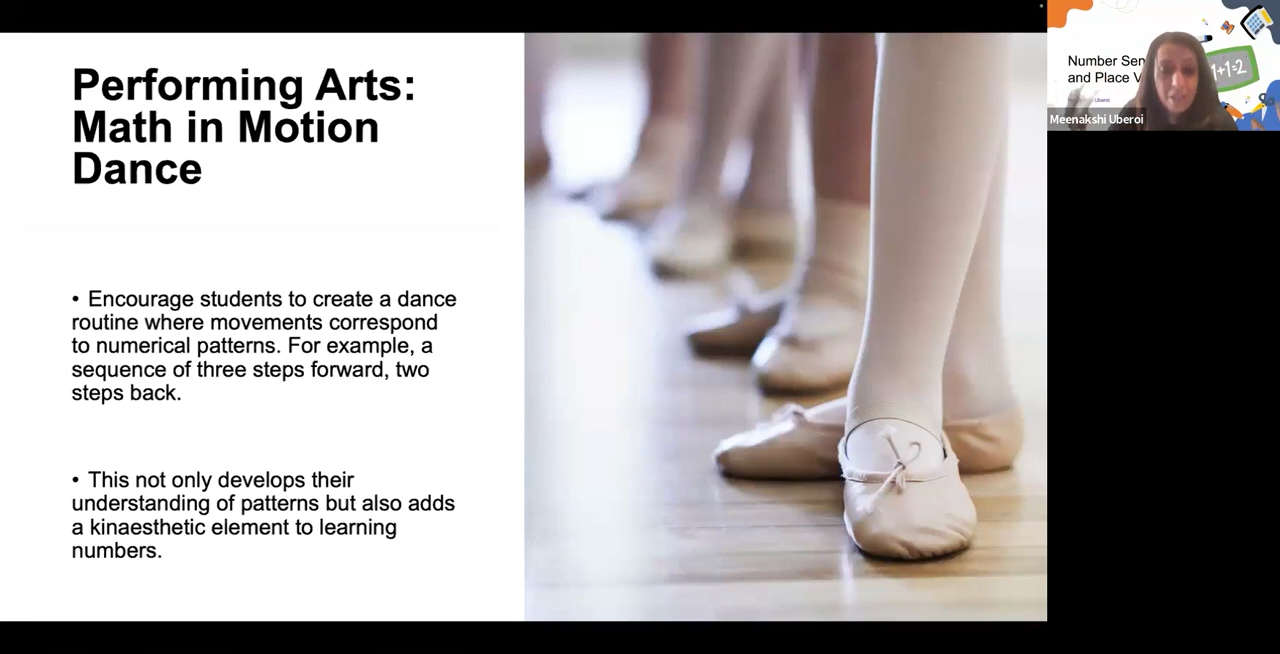 Performing Arts:
Math in Motion
Dance
• Encourage students to create a dance
routine where movements correspond
to numerical patterns. For example, a
sequence of three steps forward, two
steps back.
• This not only develops their
understanding of patterns but also adds
a kinaesthetic element to learning
numbers.
Number Sen
and Place V
Uberoi
1+1=2
Meenakshi Uberoi